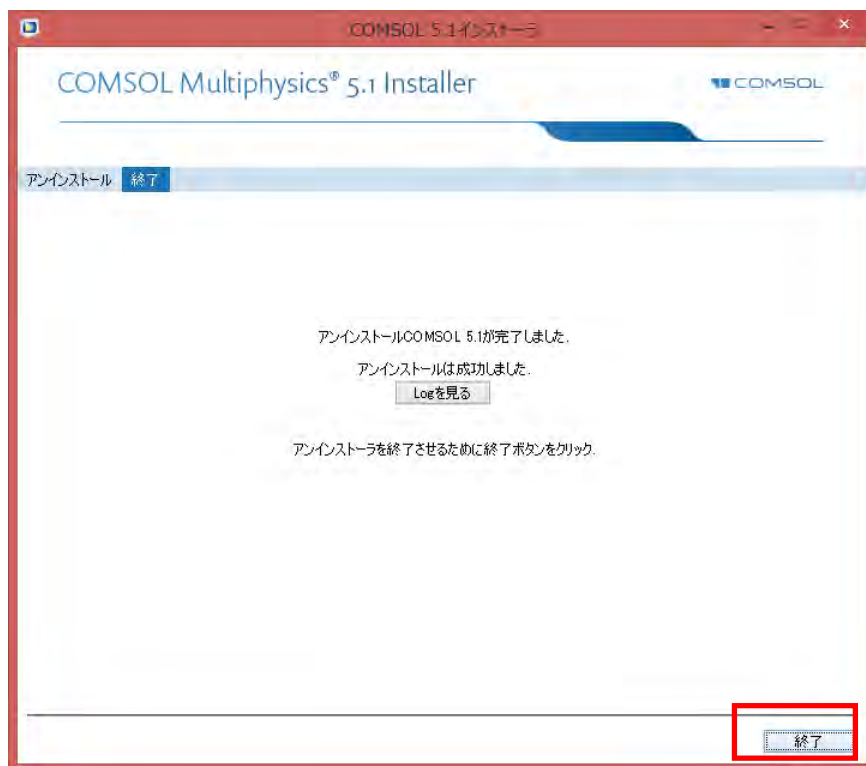 COMSOL 5.1インストーラ
COMSOL Multiphysics® 5.1 Installer
COMSOL
アンインストール 終了
アンインストールCOMSOL 5.1が完了しました.
アンインストールは成功しました.
Logを見る
アンインストーラを終了させるために終了ボタンをクリック.
終了